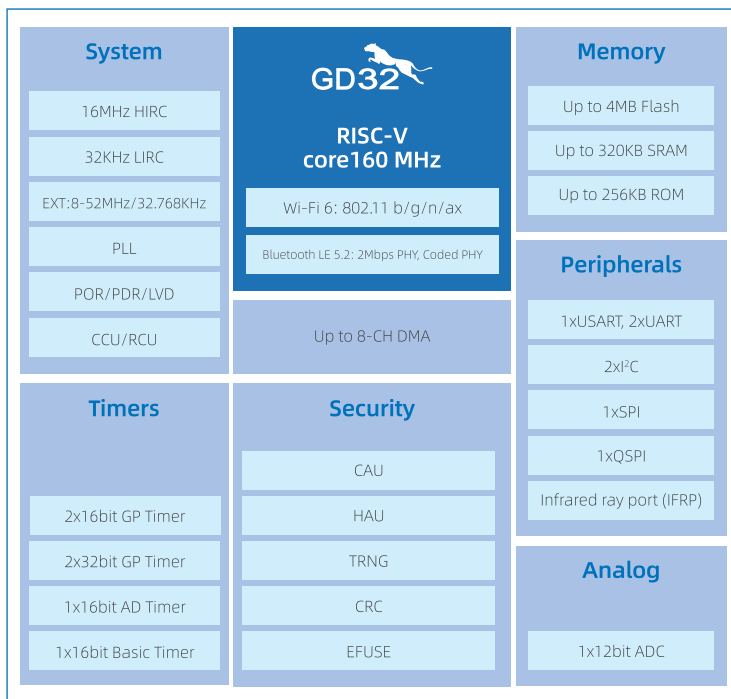 System
16MHz HIRC
32KHz LIRC
EXT:8-52MHz/32.768KHz
PLL
POR/PDR/LVD
CCU/RCU
GD32
RISC-V
core160 MHz
Wi-Fi 6: 802.11 b/g/n/ax
Bluetooth LE 5.2: 2Mbps PHY, Coded PHY
Up to 8-CH DMA
Memory
Up to 4MB Flash
Up to 320KB SRAM
Up to 256KB ROM
Peripherals
1xUSART, 2xUART
2xI²C
1xSPI
1xQSPI
Infrared ray port (IFRP)
Timers
2x16bit GP Timer
2x32bit GP Timer
1x16bit AD Timer
1x16bit Basic Timer
Security
CAU
HAU
TRNG
CRC
EFUSE
Analog
1x12bit ADC